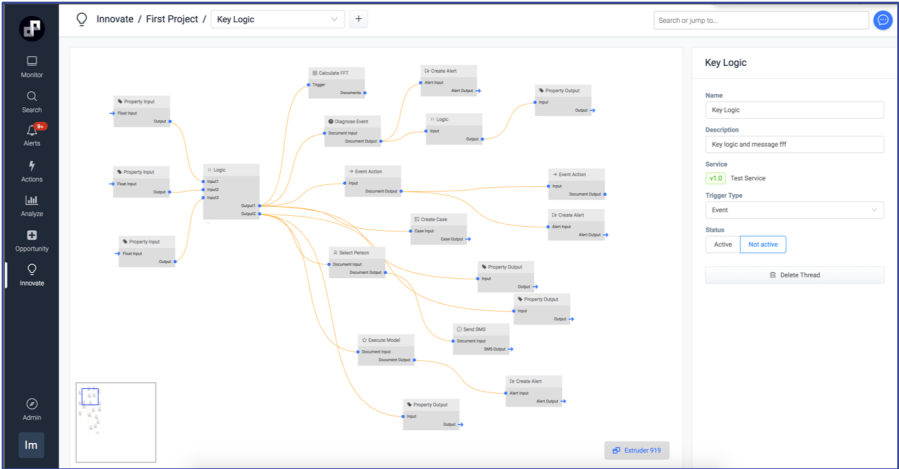 Innovate / First Project /
Key Logic
+
Search or jump to...
Monitor
Search
9+
Alerts
Actions
Analyze
Opportunity
Innovate
Admin
Im
Calculate FFT
Trigger
Documents
Create Alert
Alert Input
Alert Output
Property Output
Input
Output
Property Input
Float Input
Output
Diagnose Event
Document Input
Document Output
Logic
Input
Output
Property Input
Float Input
Output
Logic
Input1
Input2
Input3
Output1
Output2
Event Action
Input
Document Output
Event Action
Input
Document Output
Create Case
Case Input
Case Output
Create Alert
Alert Input
Alert Output
Property Input
Float Input
Output
Select Person
Document Input
Document Output
Property Output
Input
Output
Property Output
Input
Output
Send SMS
Document Input
SMS Output
Execute Model
Document Input
Document Output
Create Alert
Alert Input
Alert Output
Property Output
Input
Output
Extruder 919
Key Logic
Name
Key Logic
Description
Key logic and message fff
Service
v1.0 Test Service
Trigger Type
Event
Status
Active Not active
Delete Thread